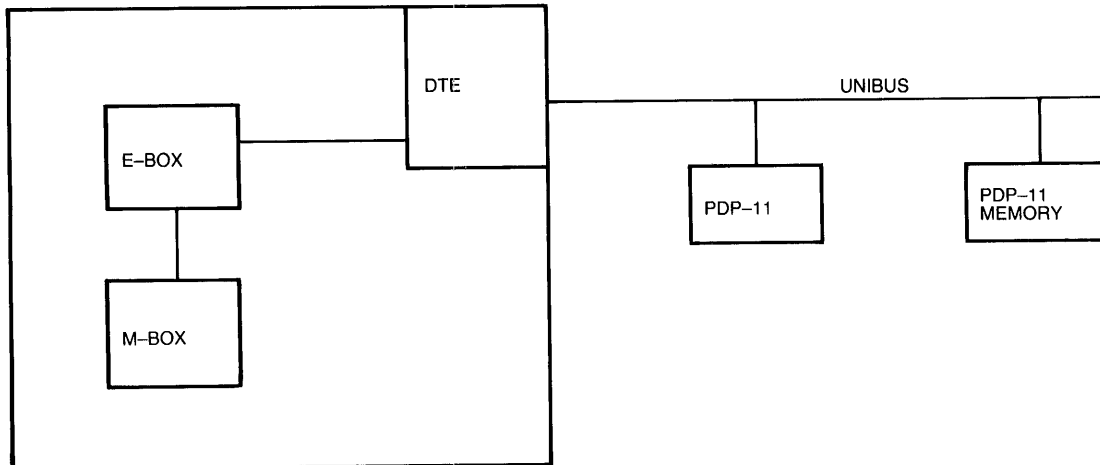 DTE
UNIBUS
E–BOX
PDP–11
PDP–11
MEMORY
M–BOX